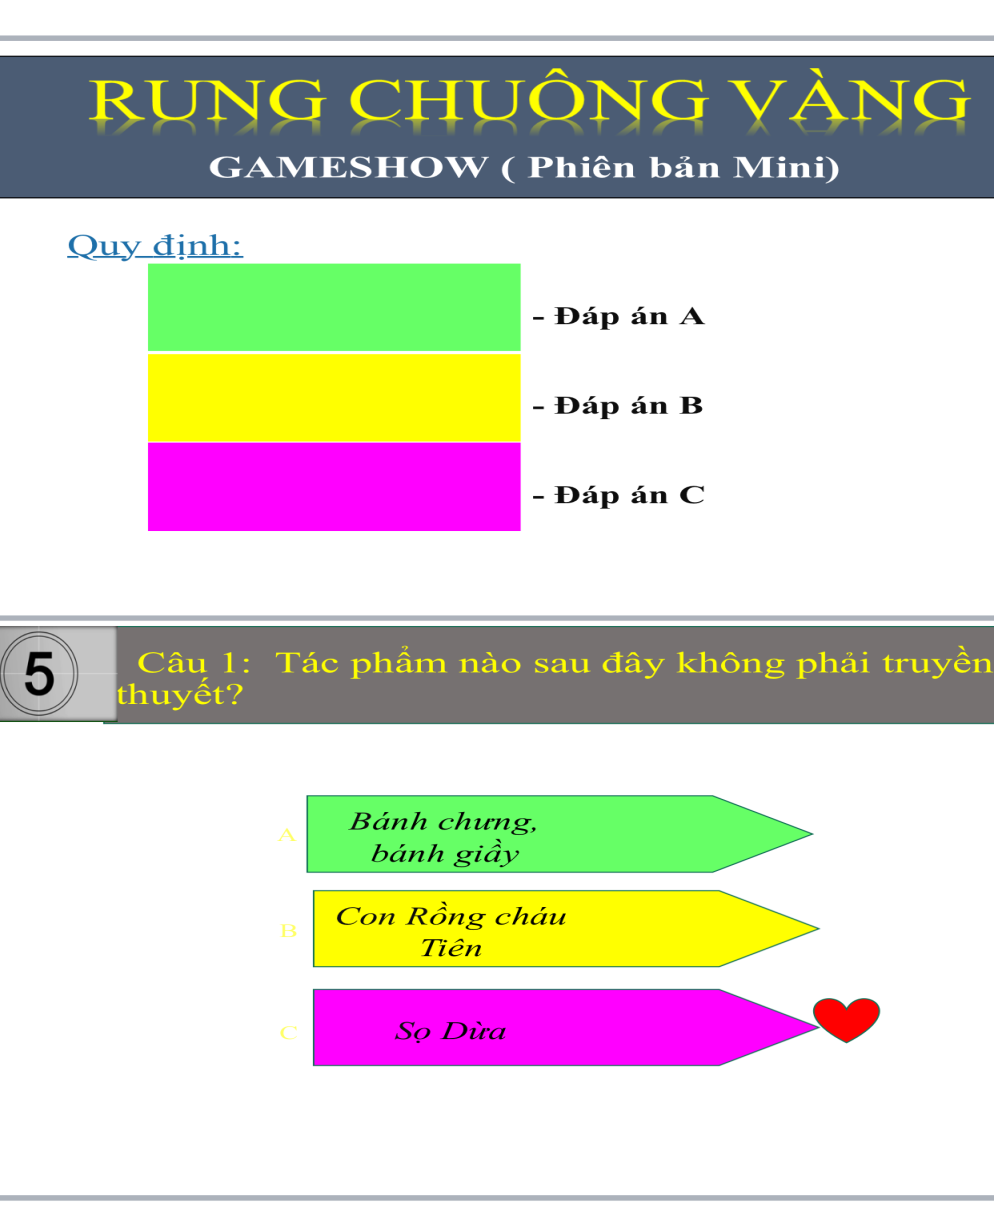 RUNG CHUÔNG VÀNG
GAMESHOW ( Phiên bản Mini)
Quy định:
- Đáp án A
- Đáp án B
- Đáp án C
5
Câu 1: Tác phẩm nào sau đây không phải truyền
thuyết?
A
Bánh chưng,
bánh giầy
B
Con Rồng cháu
Tiên
C
Sọ Dừa